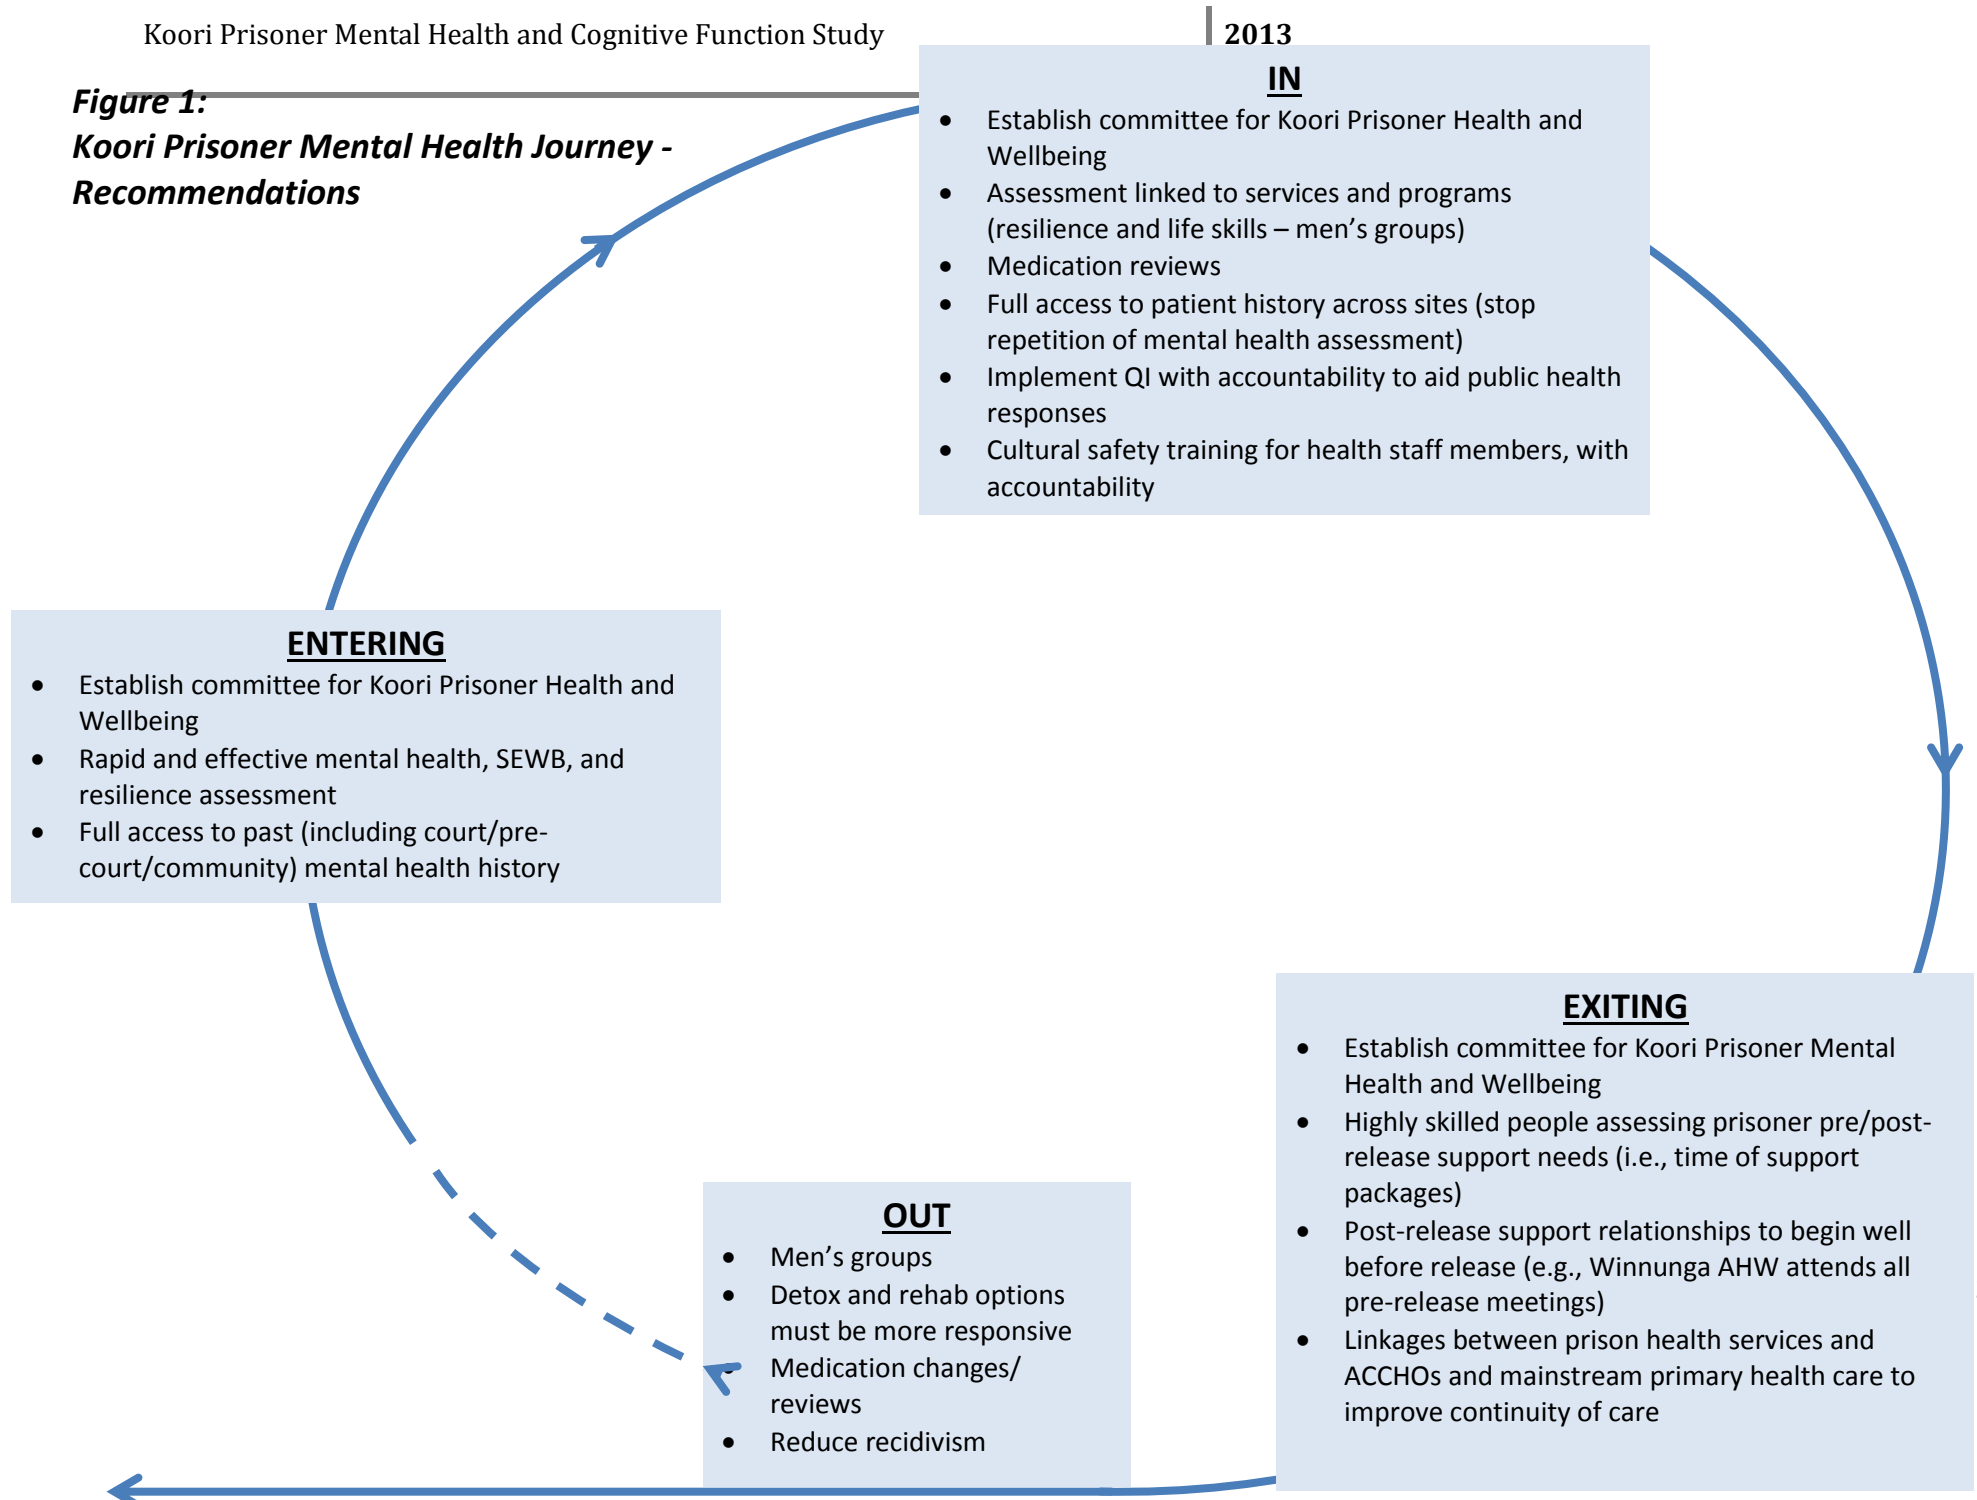 Koori Prisoner Mental Health and Cognitive Function Study 2013
Figure 1:
Koori Prisoner Mental Health Journey -
Recommendations
IN
• Establish committee for Koori Prisoner Health and
Wellbeing
• Assessment linked to services and programs
(resilience and life skills – men’s groups)
• Medication reviews
• Full access to patient history across sites (stop
repetition of mental health assessment)
• Implement QI with accountability to aid public health
responses
• Cultural safety training for health staff members, with
accountability
ENTERING
• Establish committee for Koori Prisoner Health and
Wellbeing
• Rapid and effective mental health, SEWB, and
resilience assessment
• Full access to past (including court/pre-
court/community) mental health history
EXITING
• Establish committee for Koori Prisoner Mental
Health and Wellbeing
• Highly skilled people assessing prisoner pre/post-
release support needs (i.e., time of support
packages)
• Post-release support relationships to begin well
before release (e.g., Winnunga AHW attends all
pre-release meetings)
• Linkages between prison health services and
ACCHOs and mainstream primary health care to
improve continuity of care
OUT
• Men’s groups
• Detox and rehab options
must be more responsive
• Medication changes/
reviews
• Reduce recidivism